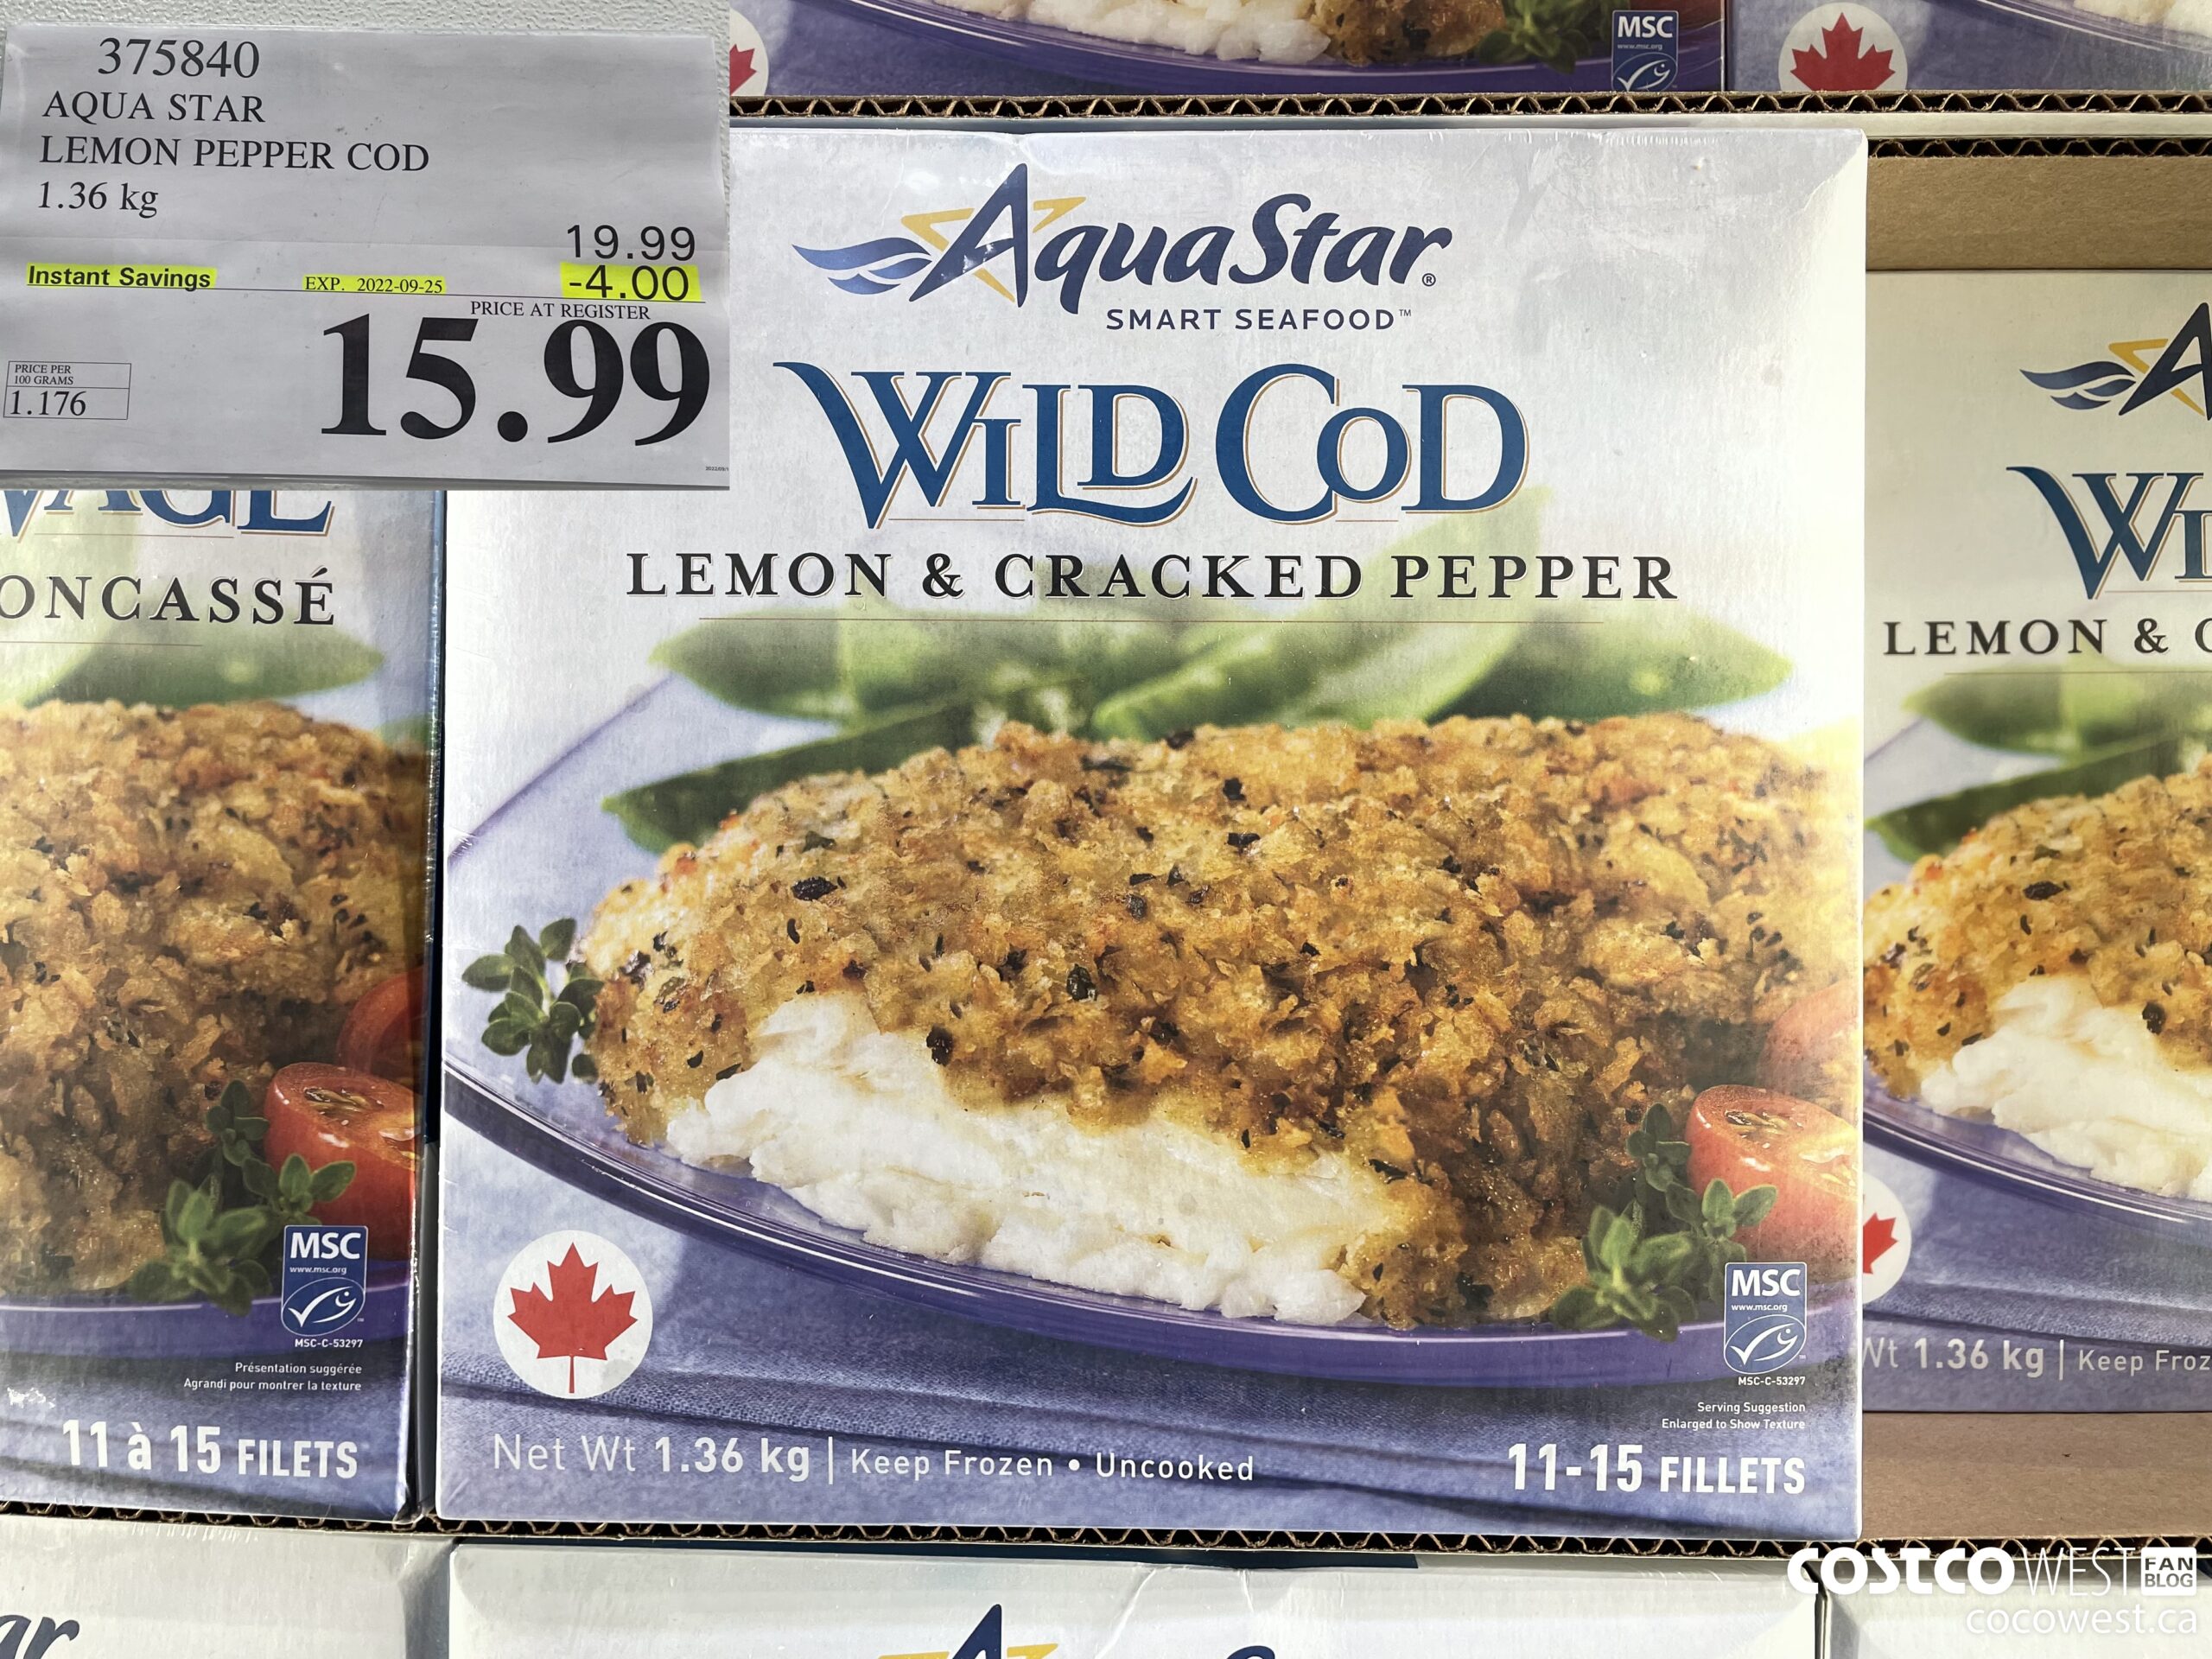 375840
AQUA STAR
LEMON PEPPER COD
1.36 kg
19.99
Instant Savings EXP. 2022-09-25 -4.00
PRICE AT REGISTER
15.99
PRICE PER
100 GRAMS
1.176
MSC
www.msc.org
AquaStar®
SMART SEAFOOD™
WILD COD
LEMON & CRACKED PEPPER
MSC
www.msc.org
MSC-C-53297
Serving Suggestion
Enlarged to Show Texture
Net Wt 1.36 kg | Keep Frozen • Uncooked
11-15 FILLETS
ONCASSÉ
MSC
www.msc.org
MSC-C-53297
Présentation suggérée
Agrandi pour montrer la texture
11 à 15 FILETS
LEMON &
Wt 1.36 kg | Keep
COSTCO WEST FAN BLOG
cocowest.ca